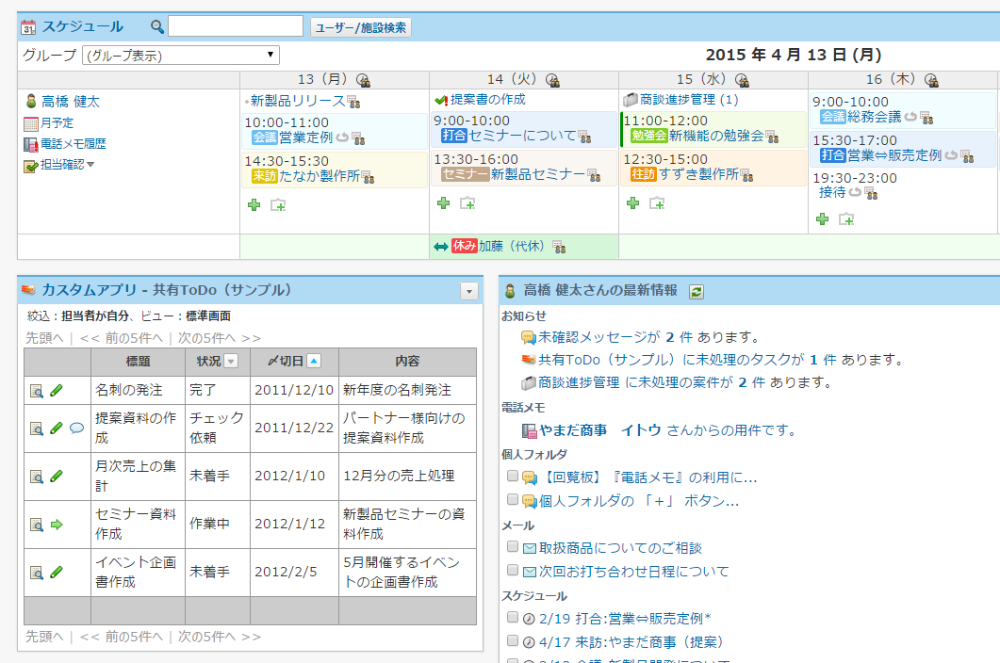 スケジュール ユーザー/施設検索
グループ (グループ表示) 2015 年 4 月 13 日 (月)
13（月） 14（火） 15（水） 16（木）
高橋 健太
月予定
電話メモ履歴
担当確認
新製品リリース
10:00-11:00
会議 営業定例
14:30-15:30
来訪 たなか製作所
提案書の作成
9:00-10:00
打合 セミナーについて
13:30-16:00
セミナー 新製品セミナー
商談進捗管理 (1)
11:00-12:00
勉強会 新機能の勉強会
12:30-15:00
往訪 すずき製作所
9:00-10:00
会議 総務会議
15:30-17:00
打合 営業⇔販売定例
19:30-23:00
接待
休み 加藤（代休）
カスタムアプリ - 共有ToDo（サンプル）
絞込：担当者が自分、ビュー：標準画面
先頭へ | << 前の5件へ | 次の5件へ >>
標題 状況 〆切日 内容
名刺の発注 完了 2011/12/10 新年度の名刺発注
提案資料の作成 チェック依頼 2011/12/22 パートナー様向けの提案資料作成
月次売上の集計 未着手 2012/1/10 12月分の売上処理
セミナー資料作成 作業中 2012/1/12 新製品セミナーの資料作成
イベント企画書作成 未着手 2012/2/5 5月開催するイベントの企画書作成
先頭へ | << 前の5件へ | 次の5件へ >>
高橋 健太さんの最新情報
お知らせ
未確認メッセージが 2 件 あります。
共有ToDo（サンプル）に未処理のタスクが 1 件 あります。
商談進捗管理 に未処理の案件が 2 件 あります。
電話メモ
やまだ商事　イトウ さんからの用件です。
個人フォルダ
【回覧板】『電話メモ』の利用に...
個人フォルダの 「＋」 ボタン...
メール
取扱商品についてのご相談
次回お打ち合わせ日程について
スケジュール
2/19 打合:営業⇔販売定例*
4/17 来訪:やまだ商事（提案）